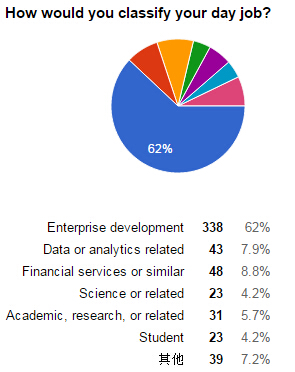 How would you classify your day job?
62%
Enterprise development 338 62%
Data or analytics related 43 7.9%
Financial services or similar 48 8.8%
Science or related 23 4.2%
Academic, research, or related 31 5.7%
Student 23 4.2%
其他 39 7.2%